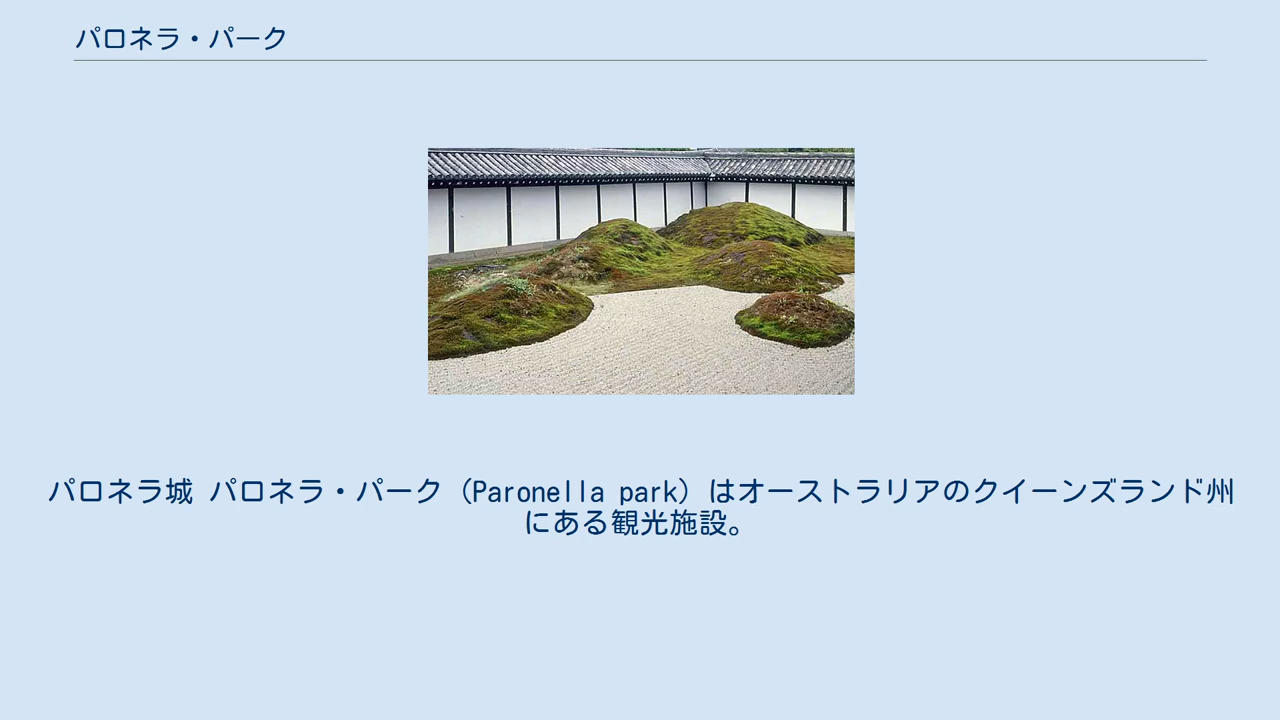 パロネラ・パーク
パロネラ城 パロネラ・パーク（Paronella park）はオーストラリアのクイーンズランド州
にある観光施設。